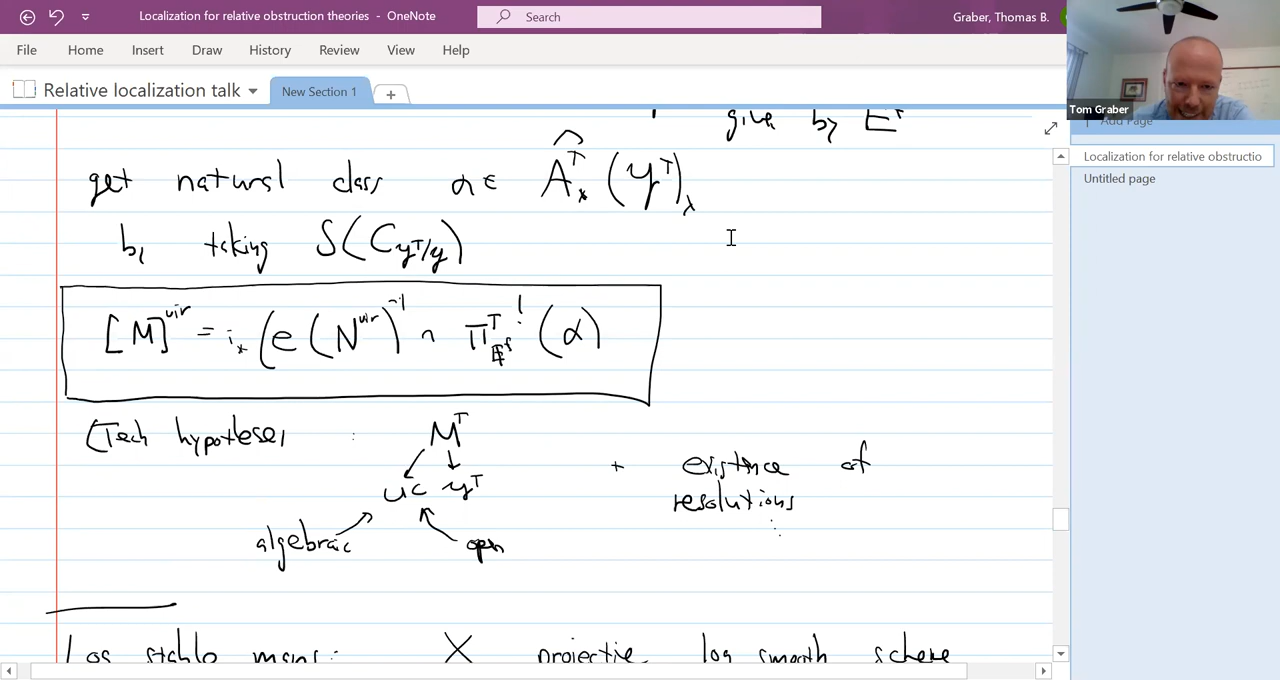 Localization for relative obstruction theories - OneNote
Search
Graber, Thomas B.
File Home Insert Draw History Review View Help
Relative localization talk
New Section 1
Tom Graber
Add Page
Localization for relative obstructio
Untitled page
given by E^T
get natural class α ∈ \hat{A}_*^T (Y^T)_λ
by taking S(C_{Y^T/Y})
[M]^{vir} = i_*(e(N^{vir})^{-1} ∩ π^T_{E^f}{}^! (α)
(Tech hypotheses : M^T
U ⊂ Y^T + existence of
resolutions
algebraic open
Log stable maps: X projective log smooth scheme